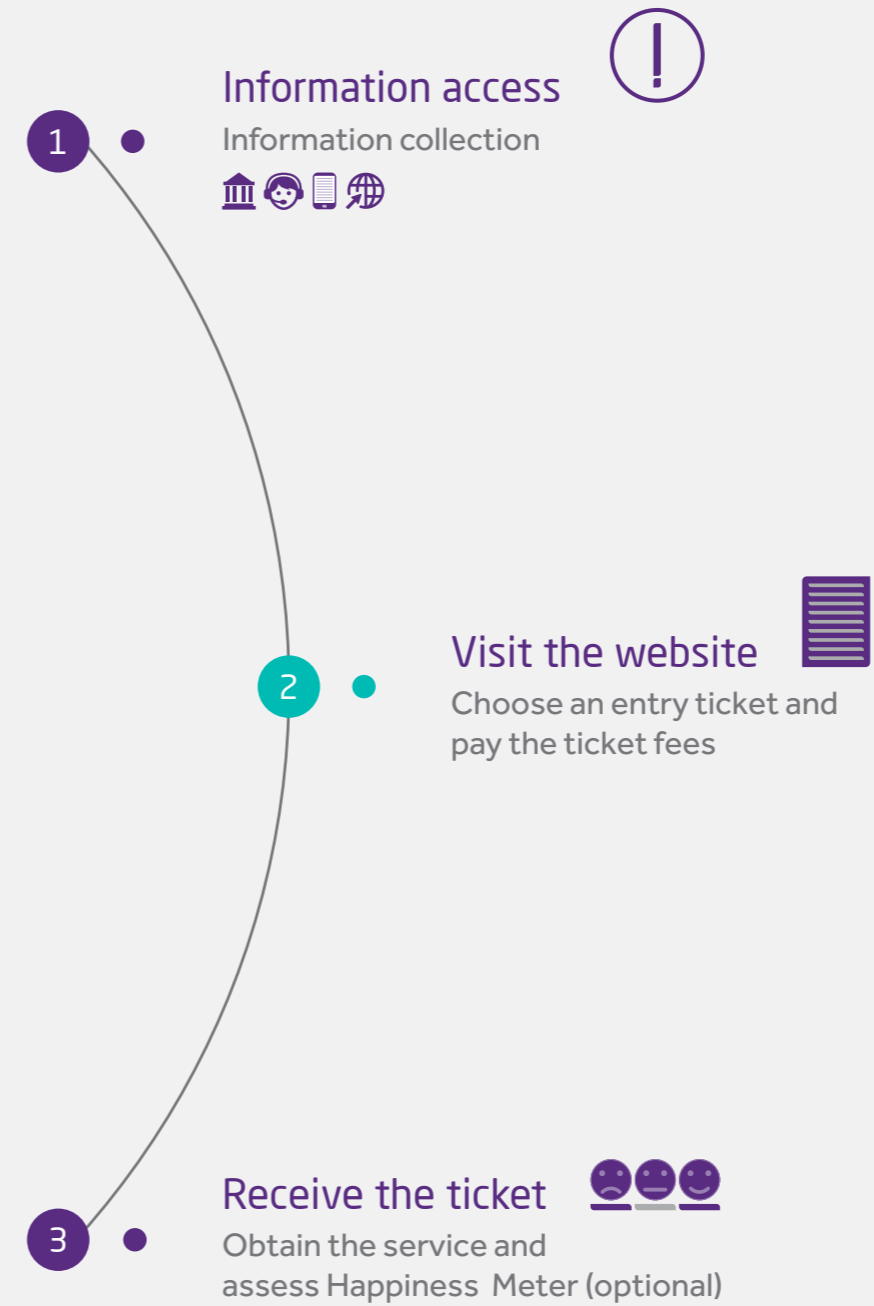 Information access
1
Information collection
Visit the website
2
Choose an entry ticket and
pay the ticket fees
Receive the ticket
3
Obtain the service and
assess Happiness Meter (optional)